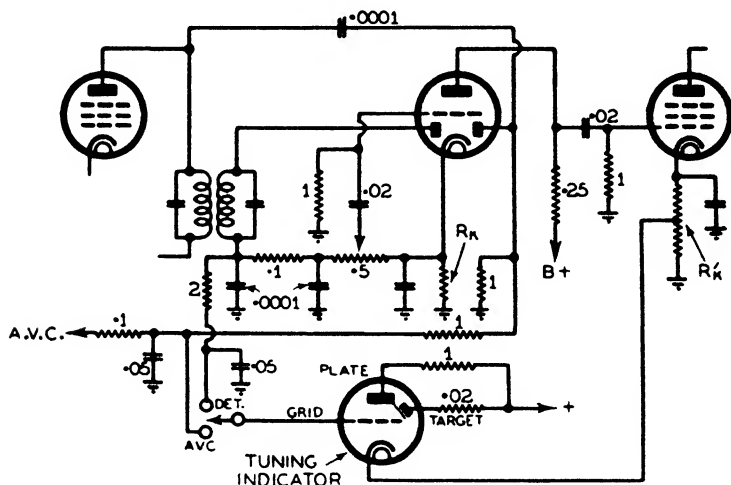 .0001
.02
1
.02
.25
1
RK
R'K
B+
.1
.5
2
.0001
1
A.V.C.
.1
1
.05
.05
PLATE
1
.02
+
DET.
GRID
TARGET
AVC
TUNING
INDICATOR